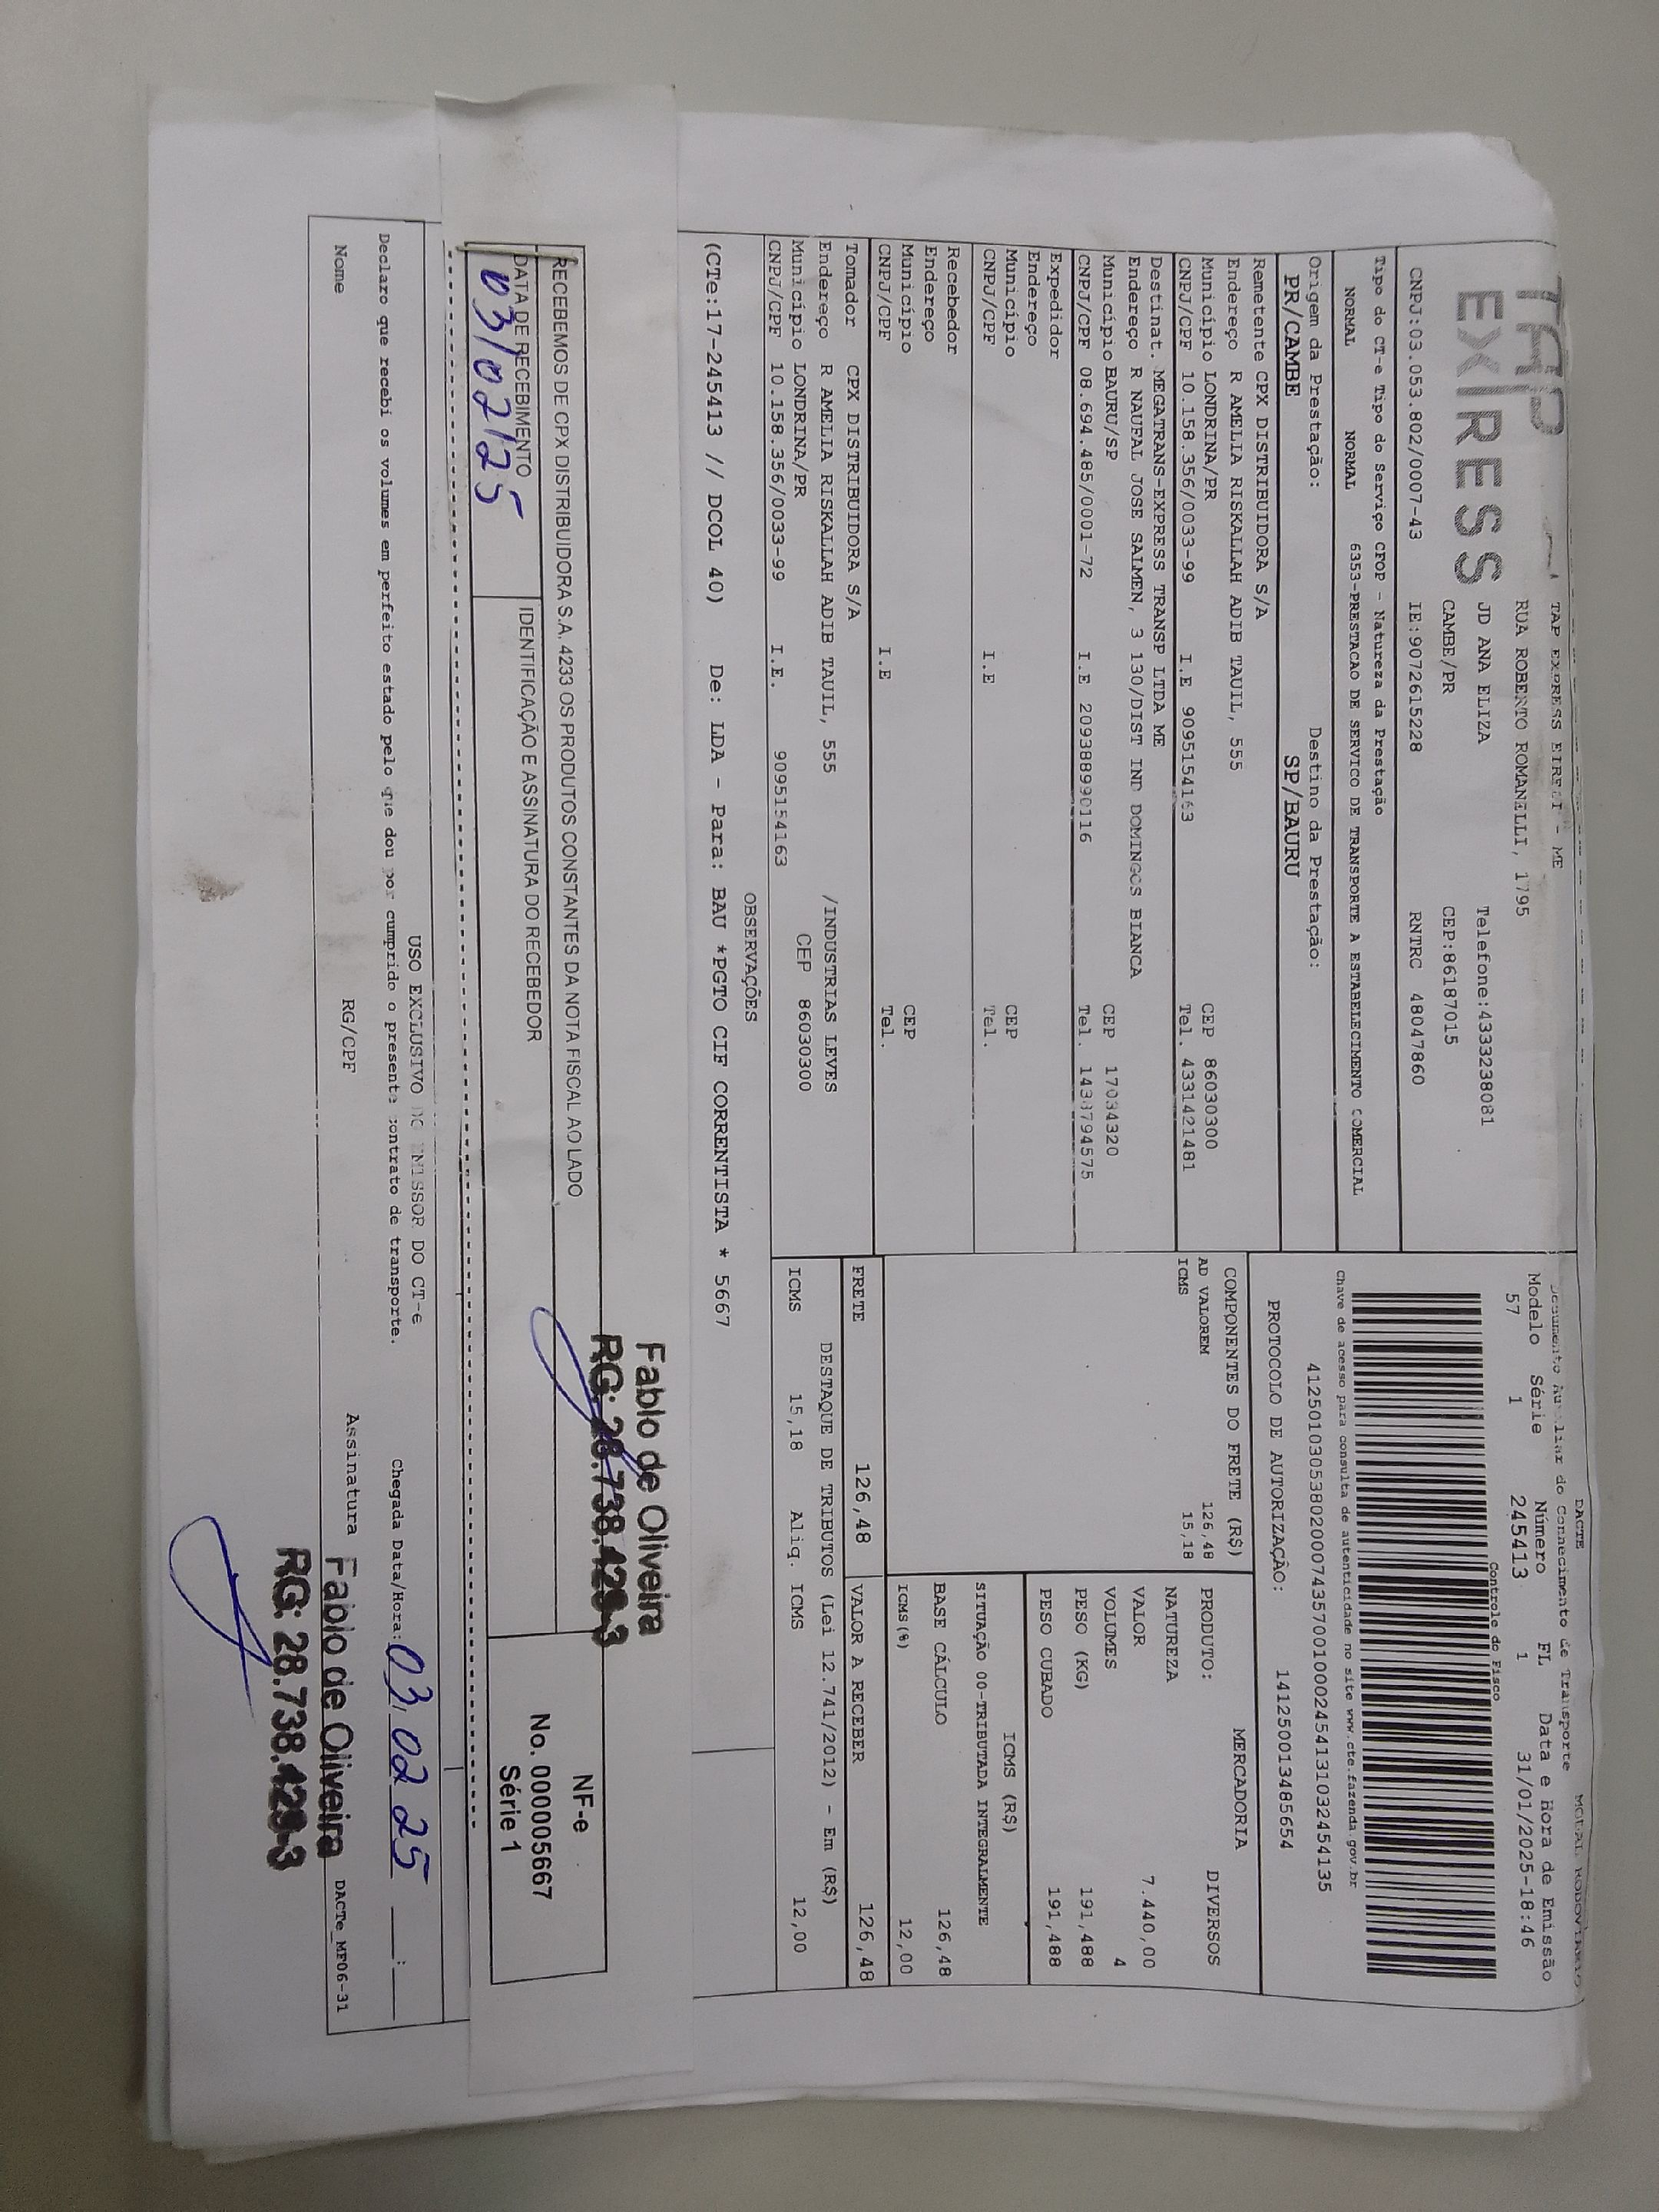 TAP
EXPRESS
TAP EXPRESS EIRELI - ME
RUA ROBERTO ROMANELLI, 1795
JD ANA ELIZA Telefone:4333238081
CAMBE/PR CEP:86187015
CNPJ:03.053.802/0007-43 IE:9072615228 RNTRC 48047860
DACTE
Documento Auxiliar do Conhecimento de Transporte
MODAL RODOVIARIO
Modelo Série Número FL Data e Hora de Emissão
57 1 245413 1 31/01/2025-18:46
Controle do Fisco
Chave de acesso para consulta de autenticidade no site www.cte.fazenda.gov.br
PROTOCOLO DE AUTORIZAÇÃO: 141250013485654
Tipo do CT-e Tipo do Serviço CFOP - Natureza da Prestação
NORMAL NORMAL 6353-PRESTACAO DE SERVICO DE TRANSPORTE A ESTABELECIMENTO COMERCIAL
Origem da Prestação: Destino da Prestação:
PR/CAMBE SP/BAURU
Remetente CPX DISTRIBUIDORA S/A
Endereço R AMELIA RISKALLAH ADIB TAUIL, 555
Município LONDRINA/PR CEP 86030300
CNPJ/CPF 10.158.356/0033-99 I.E 9095154163 Tel. 433142148​1
Destinat. MEGATRANS-EXPRESS TRANSP LTDA ME
Endereço R NAUFAL JOSE SALMEN, 3 130/DIST IND DOMINGOS BIANCA
Município BAURU/SP CEP 17034320
CNPJ/CPF 08.694.485/0001-72 I.E 209388990116 Tel.
Expedidor
Endereço
Município CEP
CNPJ/CPF I.E Tel.
Recebedor
Endereço
Município CEP
CNPJ/CPF I.E Tel.
Tomador CPX DISTRIBUIDORA S/A
Endereço R AMELIA RISKALLAH ADIB TAUIL, 555 /INDUSTRIAS LEVES
Município LONDRINA/PR CEP 86030300
CNPJ/CPF 10.158.356/0033-99 I.E. 9095154163
COMPONENTES DO FRETE (R$)
AD VALOREM 126,48
ICMS 15,18
MERCADORIA
PRODUTO: DIVERSOS
NATUREZA
VALOR 7.440,00
VOLUMES 4
PESO (KG) 191,488
PESO CUBADO 191,488
ICMS (R$)
SITUAÇÃO 00-TRIBUTADA INTEGRALMENTE
BASE CÁLCULO 126,48
ICMS(%) 12,00
FRETE 126,48 VALOR A RECEBER 126,48
DESTAQUE DE TRIBUTOS (Lei 12.741/2012) - Em (R$)
ICMS 15,18 Aliq. ICMS 12,00
OBSERVAÇÕES
(CTe:17-245413 // DCOL 40) De: LDA - Para: BAU *PGTO CIF CORRENTISTA * 5667
Fabio de Oliveira
RG: 28.738.429-3
RECEBEMOS DE CPX DISTRIBUIDORA S.A. 4233 OS PRODUTOS CONSTANTES DA NOTA FISCAL AO LADO
DATA DE RECEBIMENTO IDENTIFICAÇÃO E ASSINATURA DO RECEBEDOR
03/02/25
NF-e
No. 000005667
Série 1
USO EXCLUSIVO DO EMISSOR DO CT-e
Declaro que recebi os volumes em perfeito estado pelo que dou por cumprido o presente contrato de transporte.
Chegada Data/Hora: 03 02 25 :
Nome RG/CPF Assinatura
Fabio de Oliveira
RG: 28.738.429-3
DACTe_MF06-31